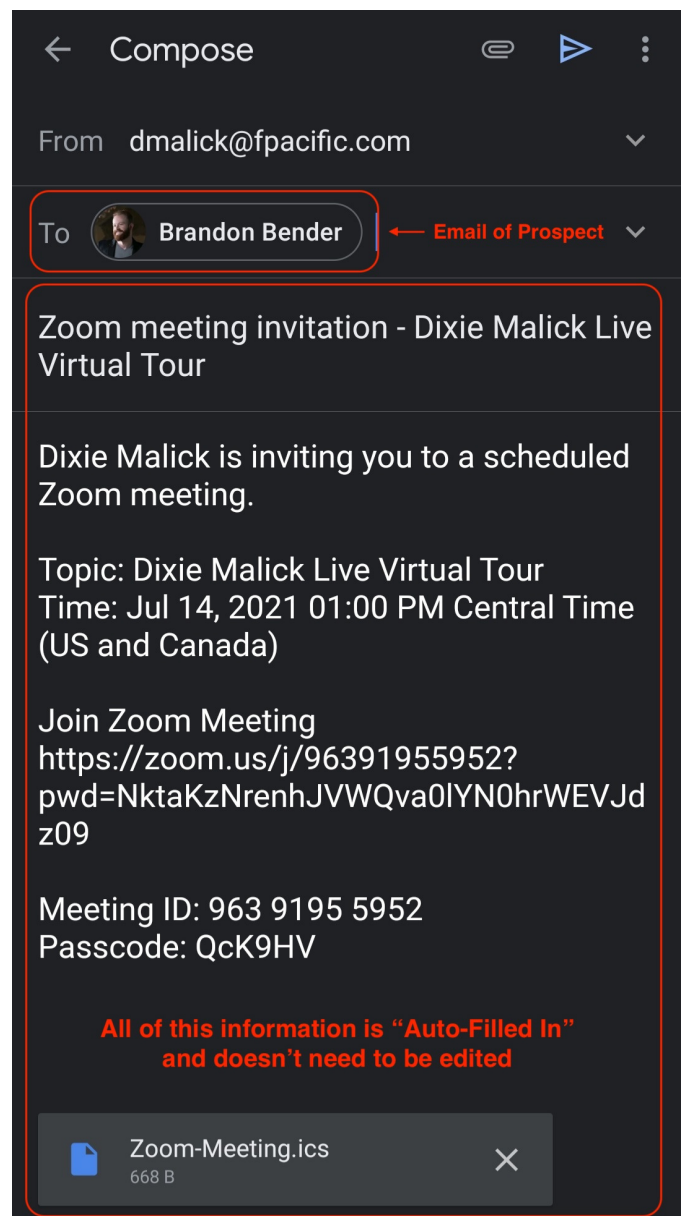 Compose
From dmalick@fpacific.com
To Brandon Bender ← Email of Prospect
Zoom meeting invitation - Dixie Malick Live
Virtual Tour
Dixie Malick is inviting you to a scheduled
Zoom meeting.
Topic: Dixie Malick Live Virtual Tour
Time: Jul 14, 2021 01:00 PM Central Time
(US and Canada)
Join Zoom Meeting
https://zoom.us/j/96391955952?
pwd=NktaKzNrenhJVWQva0lYN0hrWEVJd
z09
Meeting ID: 963 9195 5952
Passcode: QcK9HV
All of this information is “Auto-Filled In”
and doesn’t need to be edited
Zoom-Meeting.ics
668 B